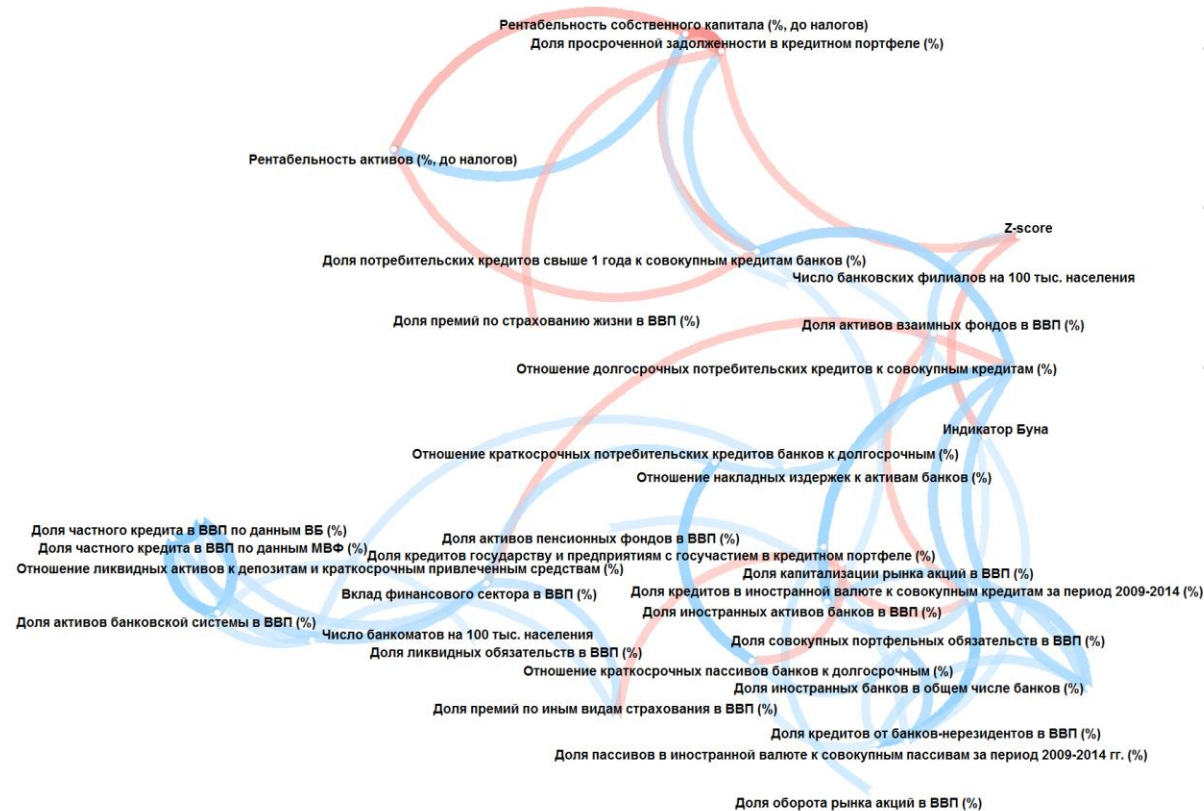 Рентабельность собственного капитала (%, до налогов)
Доля просроченной задолженности в кредитном портфеле (%)
Рентабельность активов (%, до налогов)
Z-score
Доля потребительских кредитов свыше 1 года к совокупным кредитам банков (%)
Число банковских филиалов на 100 тыс. населения
Доля премий по страхованию жизни в ВВП (%)
Доля активов взаимных фондов в ВВП (%)
Отношение долгосрочных потребительских кредитов к совокупным кредитам (%)
Индикатор Буна
Отношение краткосрочных потребительских кредитов банков к долгосрочным (%)
Отношение накладных издержек к активам банков (%)
Доля частного кредита в ВВП по данным ВБ (%)
Доля активов пенсионных фондов в ВВП (%)
Доля частного кредита в ВВП по данным МВФ (%)
Доля кредитов государству и предприятиям с госучастием в кредитном портфеле (%)
Отношение ликвидных активов к депозитам и краткосрочным привлеченным средствам (%)
Доля капитализации рынка акций в ВВП (%)
Вклад финансового сектора в ВВП (%)
Доля кредитов в иностранной валюте к совокупным кредитам за период 2009-2014 (%)
Доля иностранных активов банков в ВВП (%)
Доля активов банковской системы в ВВП (%)
Число банкоматов на 100 тыс. населения
Доля совокупных портфельных обязательств в ВВП (%)
Доля ликвидных обязательств в ВВП (%)
Отношение краткосрочных пассивов банков к долгосрочным (%)
Доля иностранных банков в общем числе банков (%)
Доля премий по иным видам страхования в ВВП (%)
Доля кредитов от банков-нерезидентов в ВВП (%)
Доля пассивов в иностранной валюте к совокупным пассивам за период 2009-2014 гг. (%)
Доля оборота рынка акций в ВВП (%)